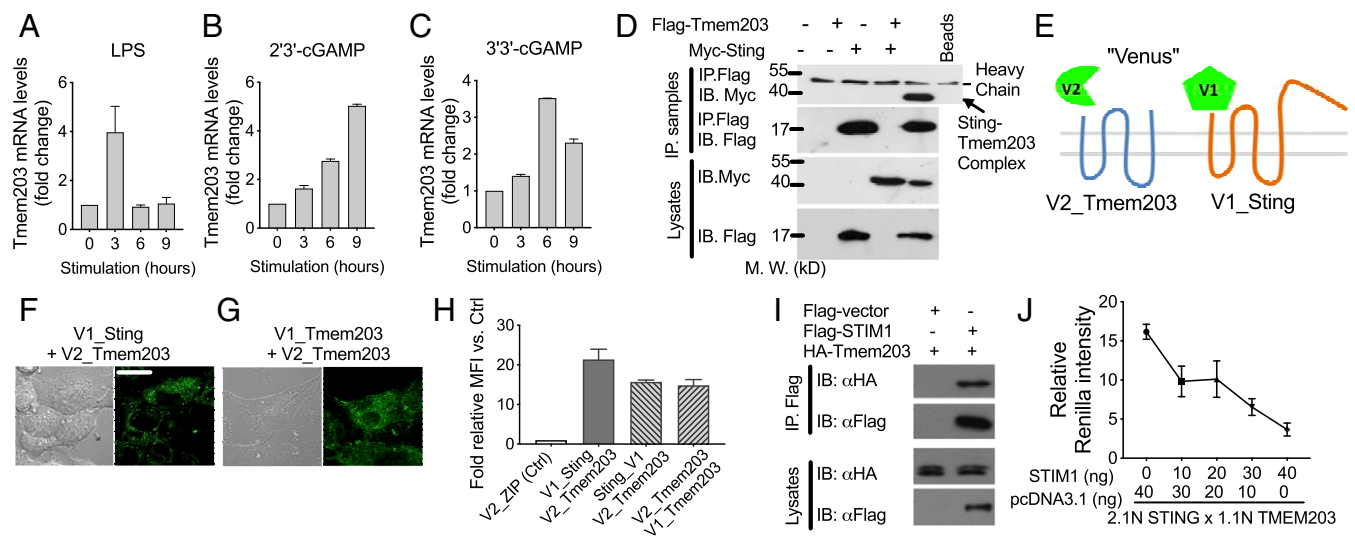 A
LPS
Tmem203 mRNA levels
(fold change)
6
4
2
0
0 3 6 9
Stimulation (hours)
B
2'3'-cGAMP
Tmem203 mRNA levels
(fold change)
6
4
2
0
0 3 6 9
Stimulation (hours)
C
3'3'-cGAMP
Tmem203 mRNA levels
(fold change)
4
3
2
1
0
0 3 6 9
Stimulation (hours)
D
Flag-Tmem203 - + - +
Myc-Sting - - + +
Beads
IP. samples
IP.Flag
IB. Myc
55
40
Heavy
Chain
IP.Flag
IB. Flag
17
Sting-
Tmem203
Complex
Lysates
IB.Myc
55
40
IB. Flag
17
M. W. (kD)
E
"Venus"
V2
V1
V2_Tmem203
V1_Sting
F
V1_Sting
+ V2_Tmem203
G
V1_Tmem203
+ V2_Tmem203
H
Fold relative MFI vs. Ctrl
30
20
10
0
V2_ZIP (Ctrl)
V1_Sting
V2_Tmem203
Sting_V1
V2_Tmem203
V2_Tmem203
V1_Tmem203
I
Flag-vector + -
Flag-STIM1 - +
HA-Tmem203 + +
IP. Flag
IB: αHA
IB: αFlag
Lysates
IB: αHA
IB: αFlag
J
Relative
Renilla intensity
20
15
10
5
0
STIM1 (ng) 0 10 20 30 40
pcDNA3.1 (ng) 40 30 20 10 0
2.1N STING x 1.1N TMEM203